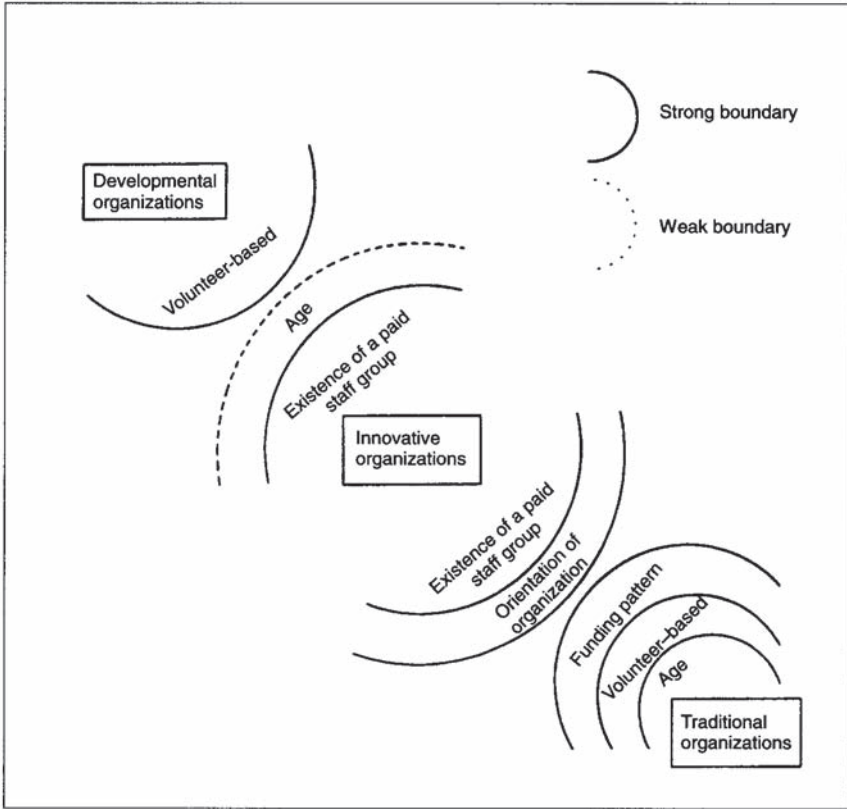 Strong boundary
Developmental
organizations
Weak boundary
Volunteer-based
Age
Existence of a paid
staff group
Innovative
organizations
Existence of a paid
staff group
Orientation of
organization
Funding pattern
Volunteer–based
Age
Traditional
organizations